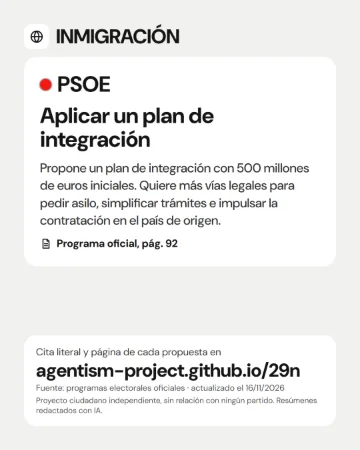 INMIGRACIÓN
PSOE
Aplicar un plan de
integración
Propone un plan de integración con 500 millones
de euros iniciales. Quiere más vías legales para
pedir asilo, simplificar trámites e impulsar la
contratación en el país de origen.
Programa oficial, pág. 92
Cita literal y página de cada propuesta en
agentism-project.github.io/29n
Fuente: programas electorales oficiales · actualizado el 16/11/2026
Proyecto ciudadano independiente, sin relación con ningún partido. Resúmenes
redactados con IA.